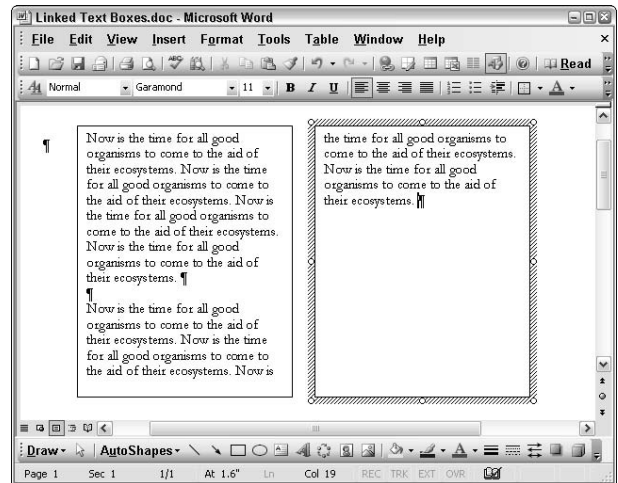 Linked Text Boxes.doc - Microsoft Word
File Edit View Insert Format Tools Table Window Help
Read
Normal Garamond 11 B I U A
¶
Now is the time for all good
organisms to come to the aid of
their ecosystems. Now is the time
for all good organisms to come to
the aid of their ecosystems. Now is
the time for all good organisms to
come to the aid of their ecosystems.
Now is the time for all good
organisms to come to the aid of
their ecosystems. ¶
¶
Now is the time for all good
organisms to come to the aid of
their ecosystems. Now is the time
for all good organisms to come to
the aid of their ecosystems. Now is
the time for all good organisms to
come to the aid of their ecosystems.
Now is the time for all good
organisms to come to the aid of
their ecosystems. ¶
Draw AutoShapes A
Page 1 Sec 1 1/1 At 1.6" Ln Col 19 REC TRK EXT OVR